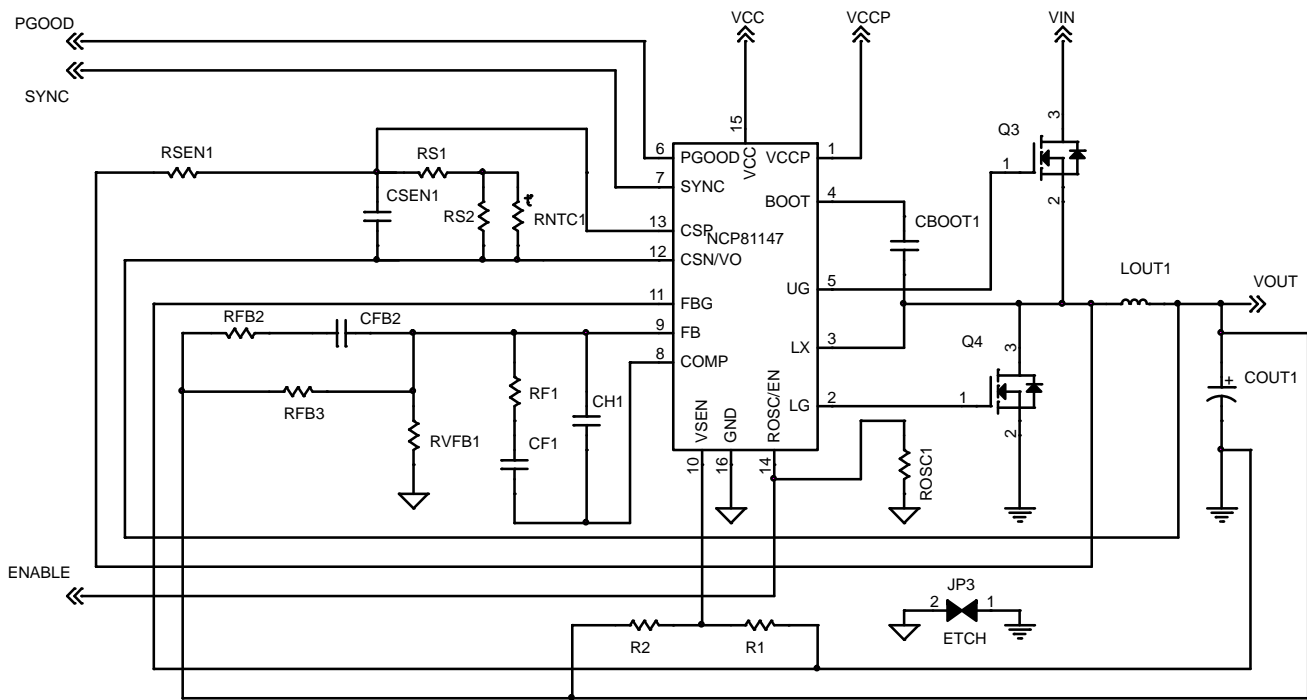 PGOOD
VCC
VCCP
VIN
SYNC
15
3
Q3
RSEN1
RS1
6
PGOOD
VCC
VCCP
1
1
7
SYNC
CSEN1
RS2
t°
RNTC1
BOOT
4
2
13
CSP
NCP81147
CBOOT1
12
CSN/VO
LOUT1
11
FBG
UG
5
VOUT
RFB2
CFB2
9
FB
Q4
3
8
COMP
LX
3
RFB3
RF1
CH1
LG
2
1
COUT1
+
RVFB1
VSEN
GND
ROSC/EN
2
CF1
10
16
14
ROSC1
ENABLE
JP3
2
1
ETCH
R2
R1